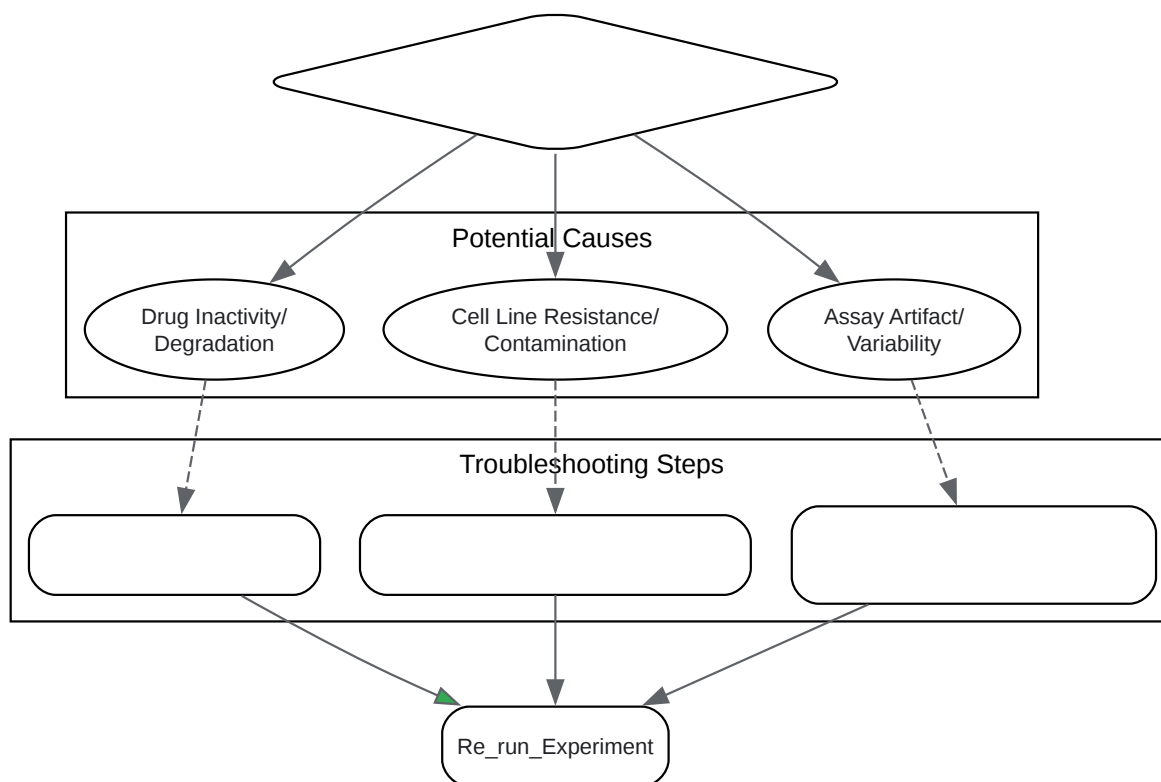 Potential Causes
Drug Inactivity/
Degradation
Cell Line Resistance/
Contamination
Assay Artifact/
Variability
Troubleshooting Steps
Re_run_Experiment